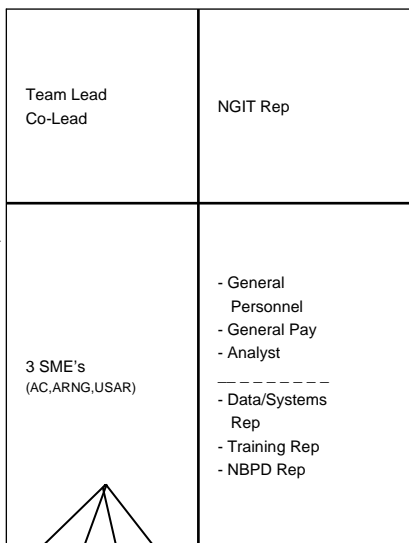 Team Lead
Co-Lead
NGIT Rep
3 SME's
(AC,ARNG,USAR)
- General
Personnel
- General Pay
- Analyst
_ _ _ _ _ _ _ _ _
- Data/Systems
Rep
- Training Rep
- NBPD Rep